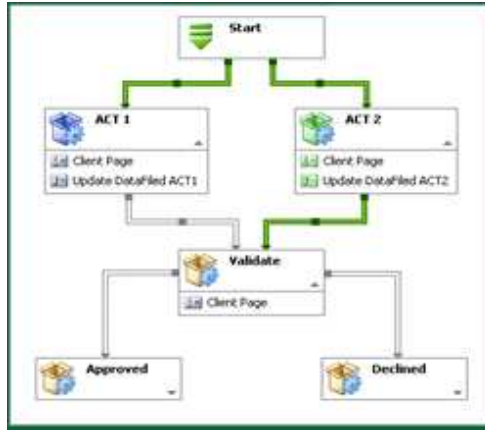 Start
ACT 1
Client Page
Update DataFiled ACT1
ACT 2
Client Page
Update DataFiled ACT2
Validate
Client Page
Approved
Declined